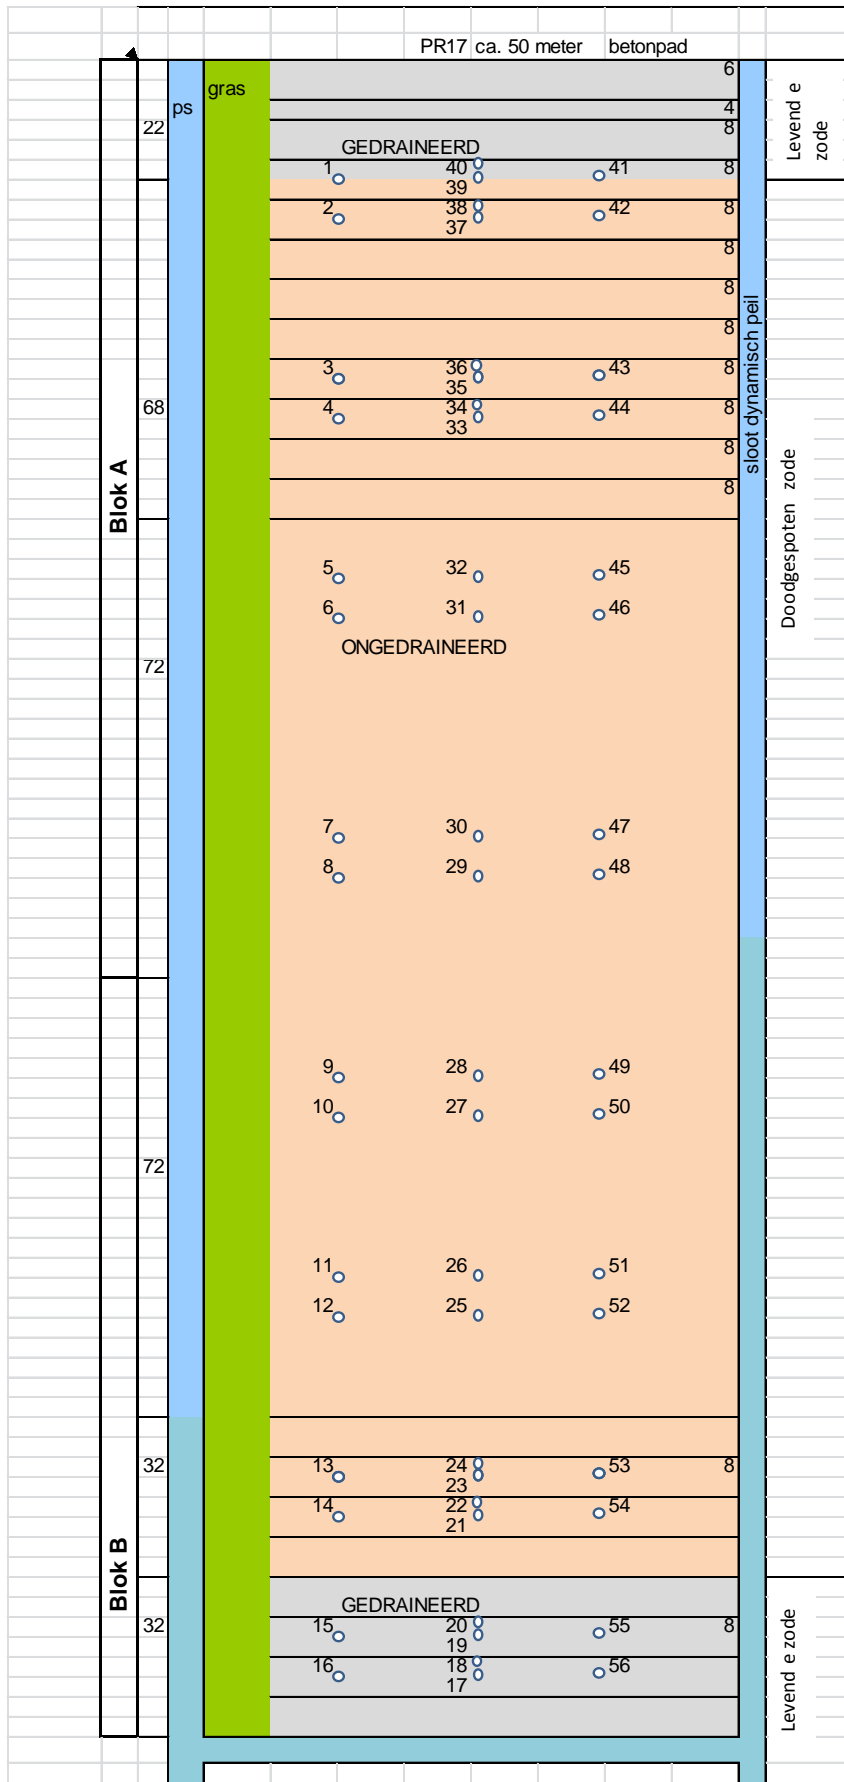 PR17 ca. 50 meter betonpad
6
gras
ps
4
22
8
Levend e
zode
GEDRAINEERD
1 40 41 8
39
2 38 42 8
37
8
8
8
sloot dynamisch peil
3 36 43 8
35
68
4 34 44 8
33
8
8
Blok A
Doodgespoten zode
5 32 45
6 31 46
ONGEDRAINEERD
72
7 30 47
8 29 48
9 28 49
10 27 50
72
11 26 51
12 25 52
32
13 24 53 8
23
14 22 54
21
Blok B
GEDRAINEERD
32
15 20 55 8
19
16 18 56
17
Levend e zode